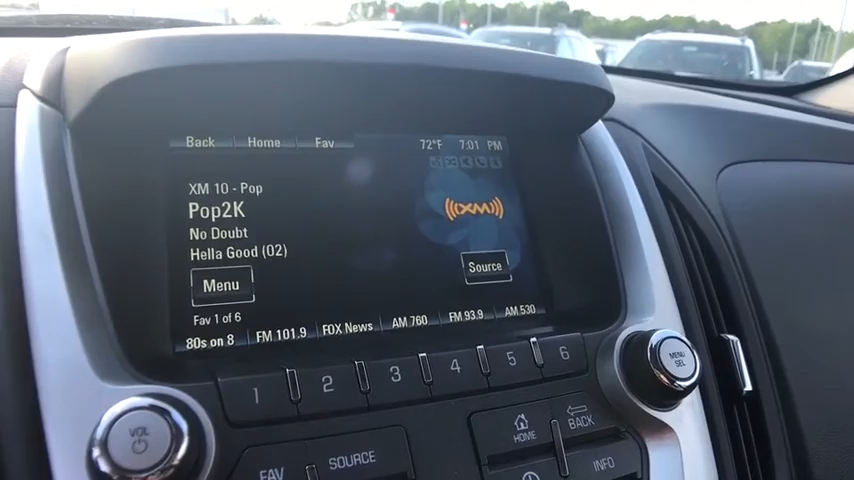 Back Home Fav 72°F 7:01 PM
XM 10 - Pop
Pop2K
No Doubt
Hella Good (02)
((XM))
Menu
Source
Fav 1 of 6
80s on 8 FM 101.9 FOX News AM 760 FM 93.9 AM 530
1 2 3 4 5 6
MENU
SEL
VOL
HOME
BACK
FAV
SOURCE
INFO